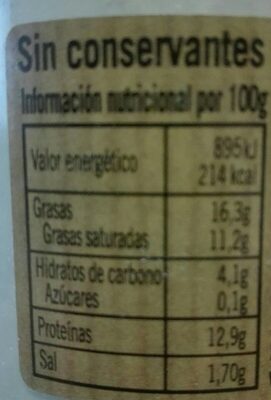 Sin conservantes
Información nutricional por 100g
Valor energético 896kJ
214 kcal
Grasas 16,3g
Grasas saturadas 11,2g
Hidratos de carbono 4,1g
Azúcares 0,1g
Proteínas 12,9g
Sal 1,70g